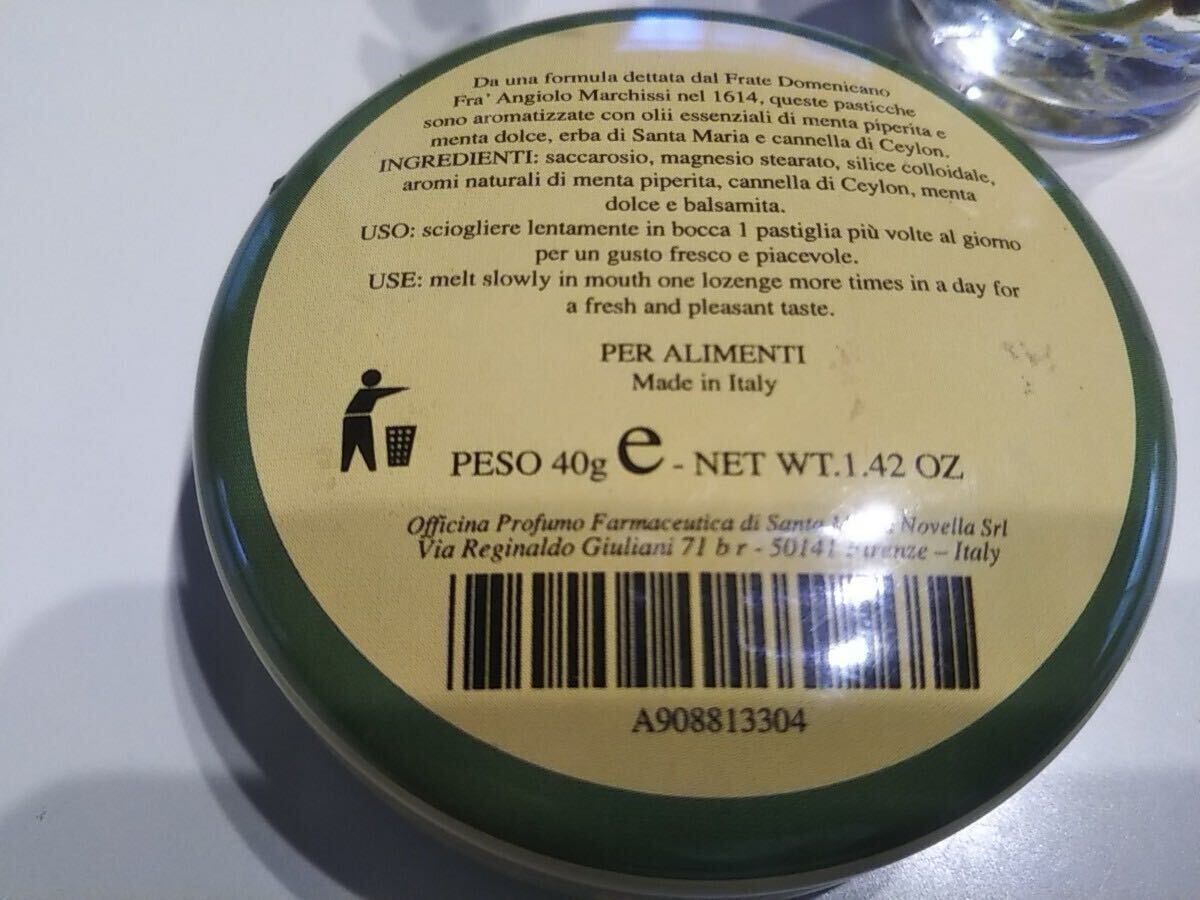 Da una formula dettata dal Frate Domenicano
Fra' Angiolo Marchissi nel 1614, queste pasticche
sono aromatizzate con olii essenziali di menta piperita e
menta dolce, erba di Santa Maria e cannella di Ceylon.
INGREDIENTI: saccarosio, magnesio stearato, silice colloidale,
aromi naturali di menta piperita, cannella di Ceylon, menta
dolce e balsamita.
USO: sciogliere lentamente in bocca 1 pastiglia più volte al giorno
per un gusto fresco e piacevole.
USE: melt slowly in mouth one lozenge more times in a day for
a fresh and pleasant taste.
PER ALIMENTI
Made in Italy
PESO 40g e - NET WT.1.42 OZ
Officina Profumo Farmaceutica di Santa Novella Srl
Via Reginaldo Giuliani 71 b r - 50141 Firenze – Italy
A908813304